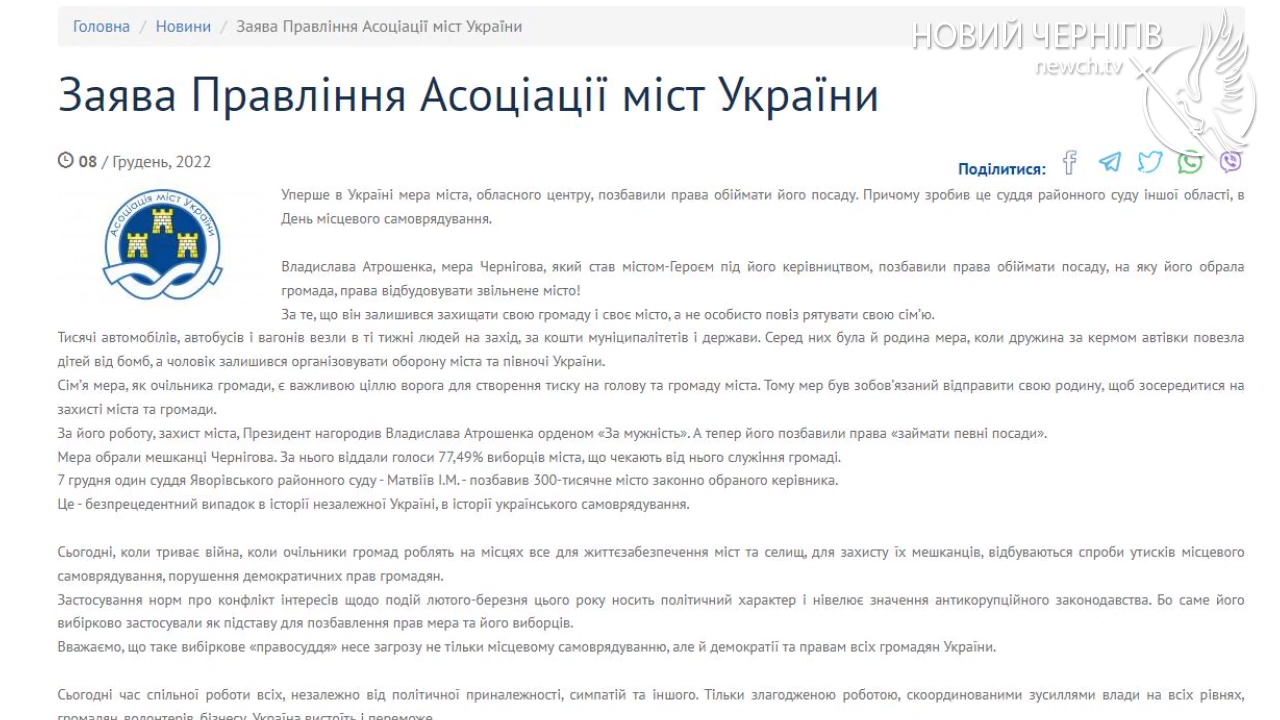 Головна / Новини / Заява Правління Асоціації міст України
НОВИЙ ЧЕРНІГІВ
newch.tv
Заява Правління Асоціації міст України
08 / Грудень, 2022
Поділитися:
Асоціація міст України
Уперше в Україні мера міста, обласного центру, позбавили права обіймати його посаду. Причому зробив це суддя районного суду іншої області, в
День місцевого самоврядування.
Владислава Атрошенка, мера Чернігова, який став містом-Героєм під його керівництвом, позбавили права обіймати посаду, на яку його обрала
громада, права відбудовувати звільнене місто!
За те, що він залишився захищати свою громаду і своє місто, а не особисто повіз рятувати свою сім’ю.
Тисячі автомобілів, автобусів і вагонів везли в ті тижні людей на захід, за кошти муніципалітетів і держави. Серед них була й родина мера, коли дружина за кермом автівки повезла
дітей від бомб, а чоловік залишився організовувати оборону міста та півночі України.
Сім’я мера, як очільника громади, є важливою ціллю ворога для створення тиску на голову та громаду міста. Тому мер був зобов’язаний відправити свою родину, щоб зосередитися на
захисті міста та громади.
За його роботу, захист міста, Президент нагородив Владислава Атрошенка орденом «За мужність». А тепер його позбавили права «займати певні посади».
Мера обрали мешканці Чернігова. За нього віддали голоси 77,49% виборців міста, що чекають від нього служіння громаді.
7 грудня один суддя Яворівського районного суду - Матвіїв І.М. - позбавив 300-тисячне місто законно обраного керівника.
Це - безпрецедентний випадок в історії незалежної Україні, в історії українського самоврядування.
Сьогодні, коли триває війна, коли очільники громад роблять на місцях все для життєзабезпечення міст та селищ, для захисту їх мешканців, відбуваються спроби утисків місцевого
самоврядування, порушення демократичних прав громадян.
Застосування норм про конфлікт інтересів щодо подій лютого-березня цього року носить політичний характер і нівелює значення антикорупційного законодавства. Бо саме його
вибірково застосували як підставу для позбавлення прав мера та його виборців.
Вважаємо, що таке вибіркове «правосуддя» несе загрозу не тільки місцевому самоврядуванню, але й демократії та правам всіх громадян України.
Сьогодні час спільної роботи всіх, незалежно від політичної приналежності, симпатій та іншого. Тільки злагодженою роботою, скоординованими зусиллями влади на всіх рівнях,
громадян, волонтерів, бізнесу, Україна вистоїть і переможе.